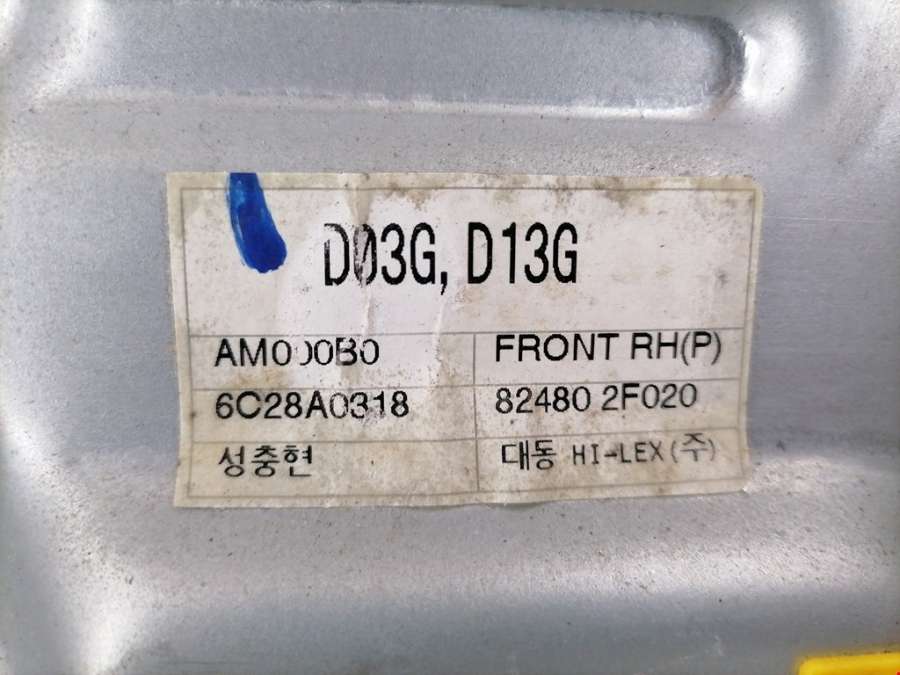 D03G, D13G
AM000B0 FRONT RH(P)
6C28A0318 82480 2F020
성충현 대동 HI-LEX(주)